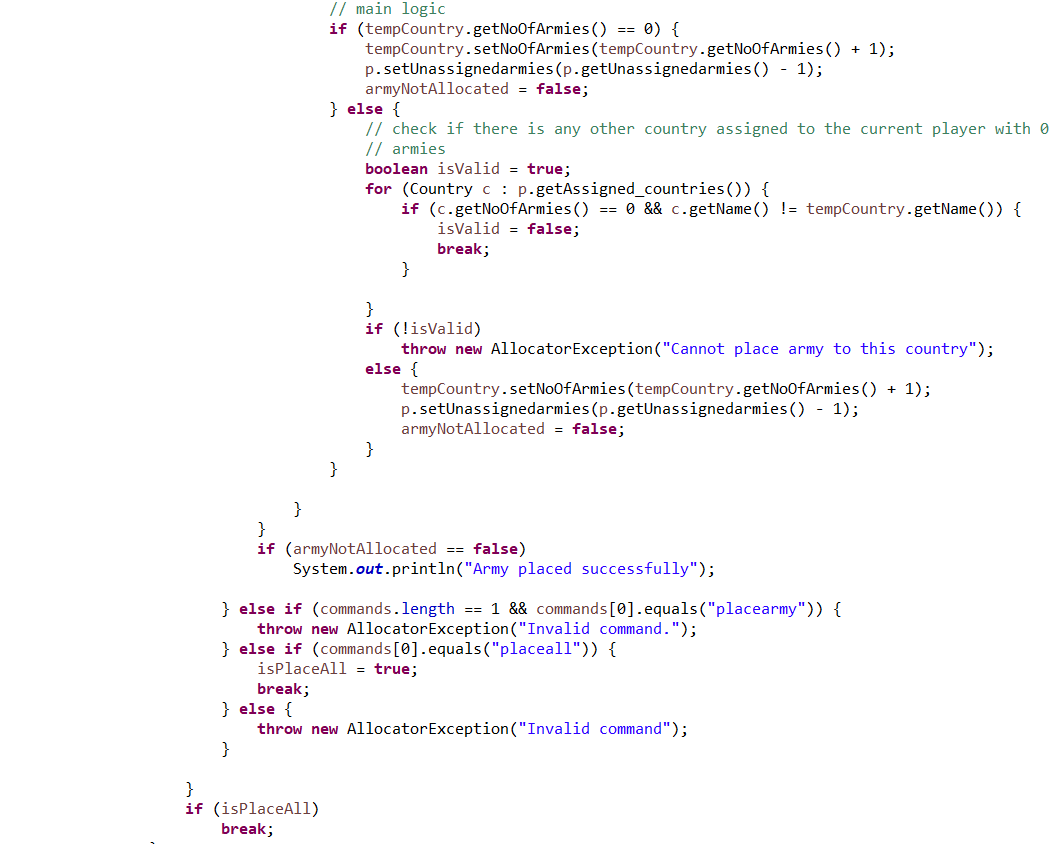 // main logic
if (tempCountry.getNoOfArmies() == 0) {
tempCountry.setNoOfArmies(tempCountry.getNoOfArmies() + 1);
p.setUnassignedarmies(p.getUnassignedarmies() - 1);
armyNotAllocated = false;
} else {
// check if there is any other country assigned to the current player with 0
// armies
boolean isValid = true;
for (Country c : p.getAssigned_countries()) {
if (c.getNoOfArmies() == 0 && c.getName() != tempCountry.getName()) {
isValid = false;
break;
}
}
if (!isValid)
throw new AllocatorException("Cannot place army to this country");
else {
tempCountry.setNoOfArmies(tempCountry.getNoOfArmies() + 1);
p.setUnassignedarmies(p.getUnassignedarmies() - 1);
armyNotAllocated = false;
}
}
}
}
if (armyNotAllocated == false)
System.out.println("Army placed successfully");
} else if (commands.length == 1 && commands[0].equals("placearmy")) {
throw new AllocatorException("Invalid command.");
} else if (commands[0].equals("placeall")) {
isPlaceAll = true;
break;
} else {
throw new AllocatorException("Invalid command");
}
}
if (isPlaceAll)
break;